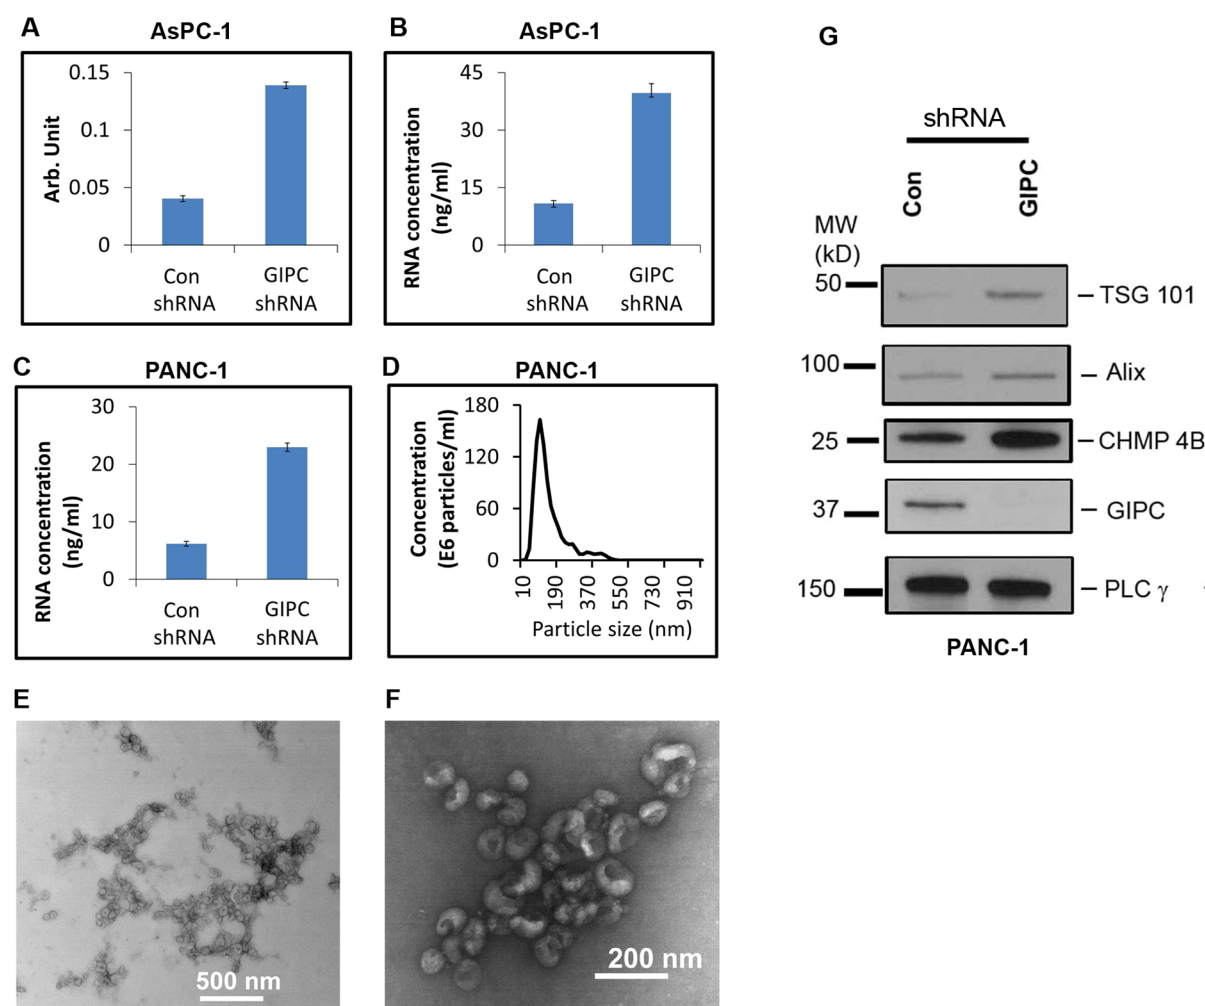 A
AsPC-1
Arb. Unit
0.15
0.1
0.05
0
Con
shRNA
GIPC
shRNA
B
AsPC-1
RNA concentration
(ng/ml)
45
30
15
0
Con
shRNA
GIPC
shRNA
C
PANC-1
RNA concentration
(ng/ml)
30
20
10
0
Con
shRNA
GIPC
shRNA
D
PANC-1
Concentration
(E6 particles/ml)
180
120
60
0
10
190
370
550
730
910
Particle size (nm)
E
500 nm
F
200 nm
G
shRNA
Con
GIPC
MW
(kD)
50
– TSG 101
100
– Alix
25
– CHMP 4B
37
– GIPC
150
– PLC γ
PANC-1